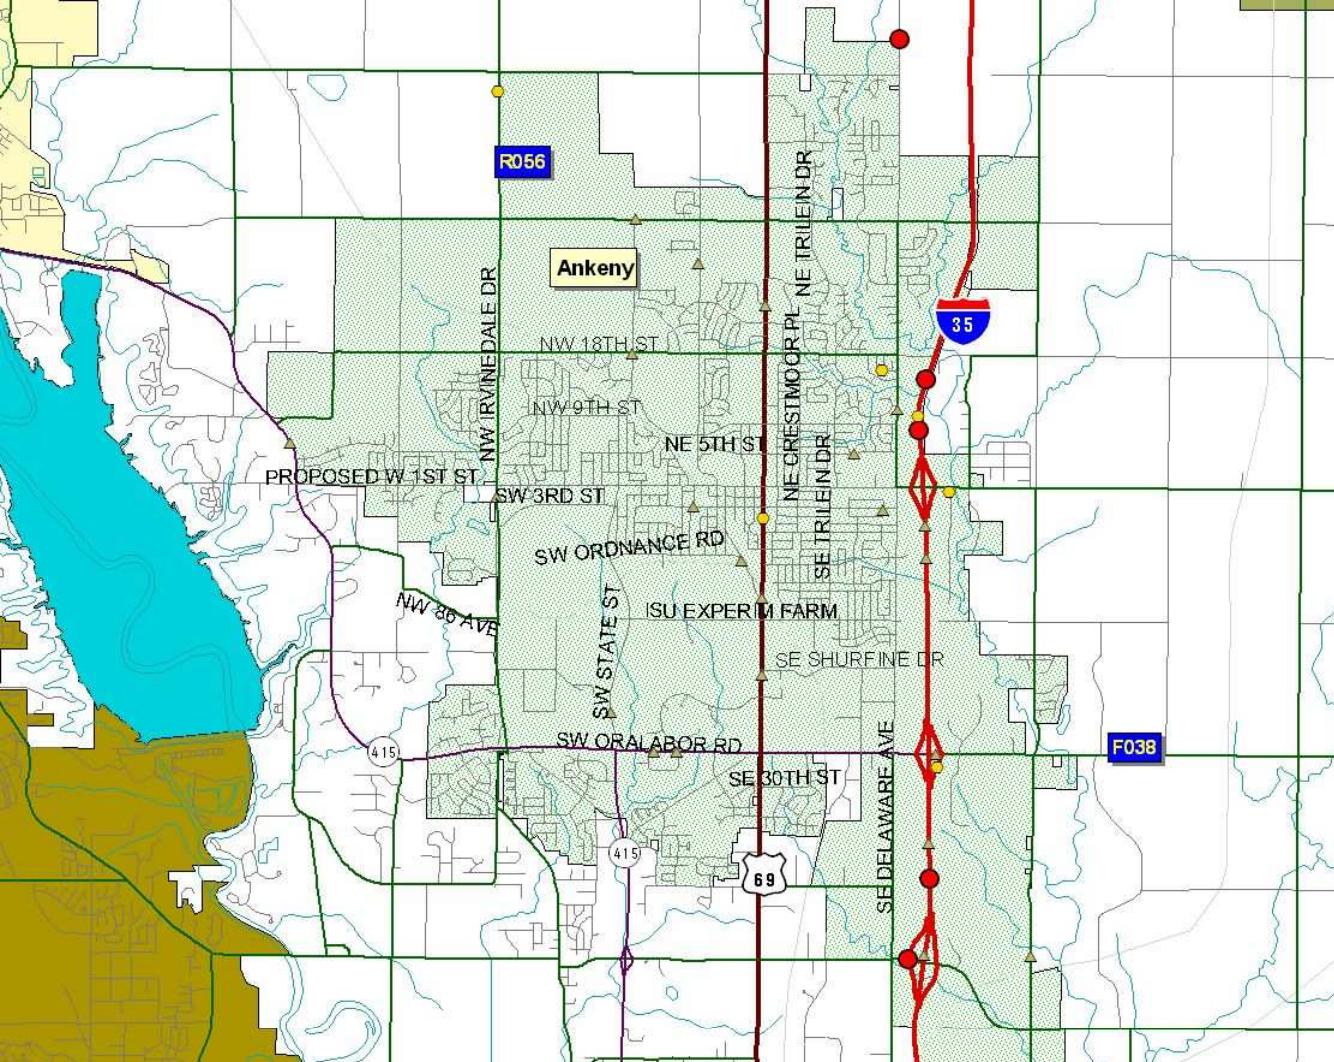 R056
NE TRILEIN DR
Ankeny
NW IRVINEDALE DR
35
NW 18TH ST
NE CRESTMOOR PL
NW 9TH ST
NE 5TH ST
SE TRILEIN DR
PROPOSED W 1ST ST
SW 3RD ST
SW ORDNANCE RD
NW 86 AVE
SW STATE ST
ISU EXPERIM FARM
SE SHURFINE DR
415
SW ORALABOR RD
F038
SE 30TH ST
SE DELAWARE AVE
415
69